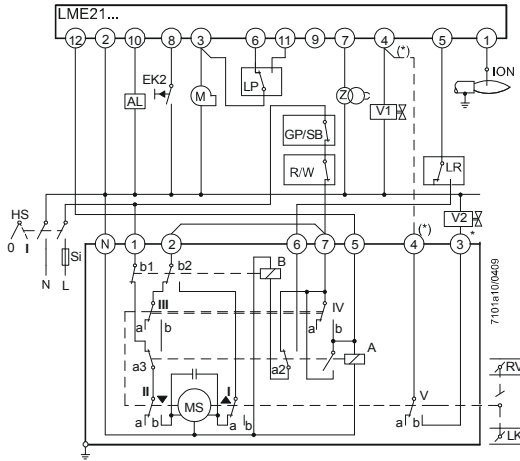 LME21...
12 2 10 8 3 6 11 9 7 4 (*) 5 1
ION
EK2
LP
AL
M
Z
V1
GP/SB
R/W
LR
HS
0 I
Si
V2
N L
N 1 2 6 7 5 4 (*) 3 *
b1 b2 B
III IV
a b a b
A
a3 a2
II I V
MS
a b a b a b
RV
LK
7101a10/0409